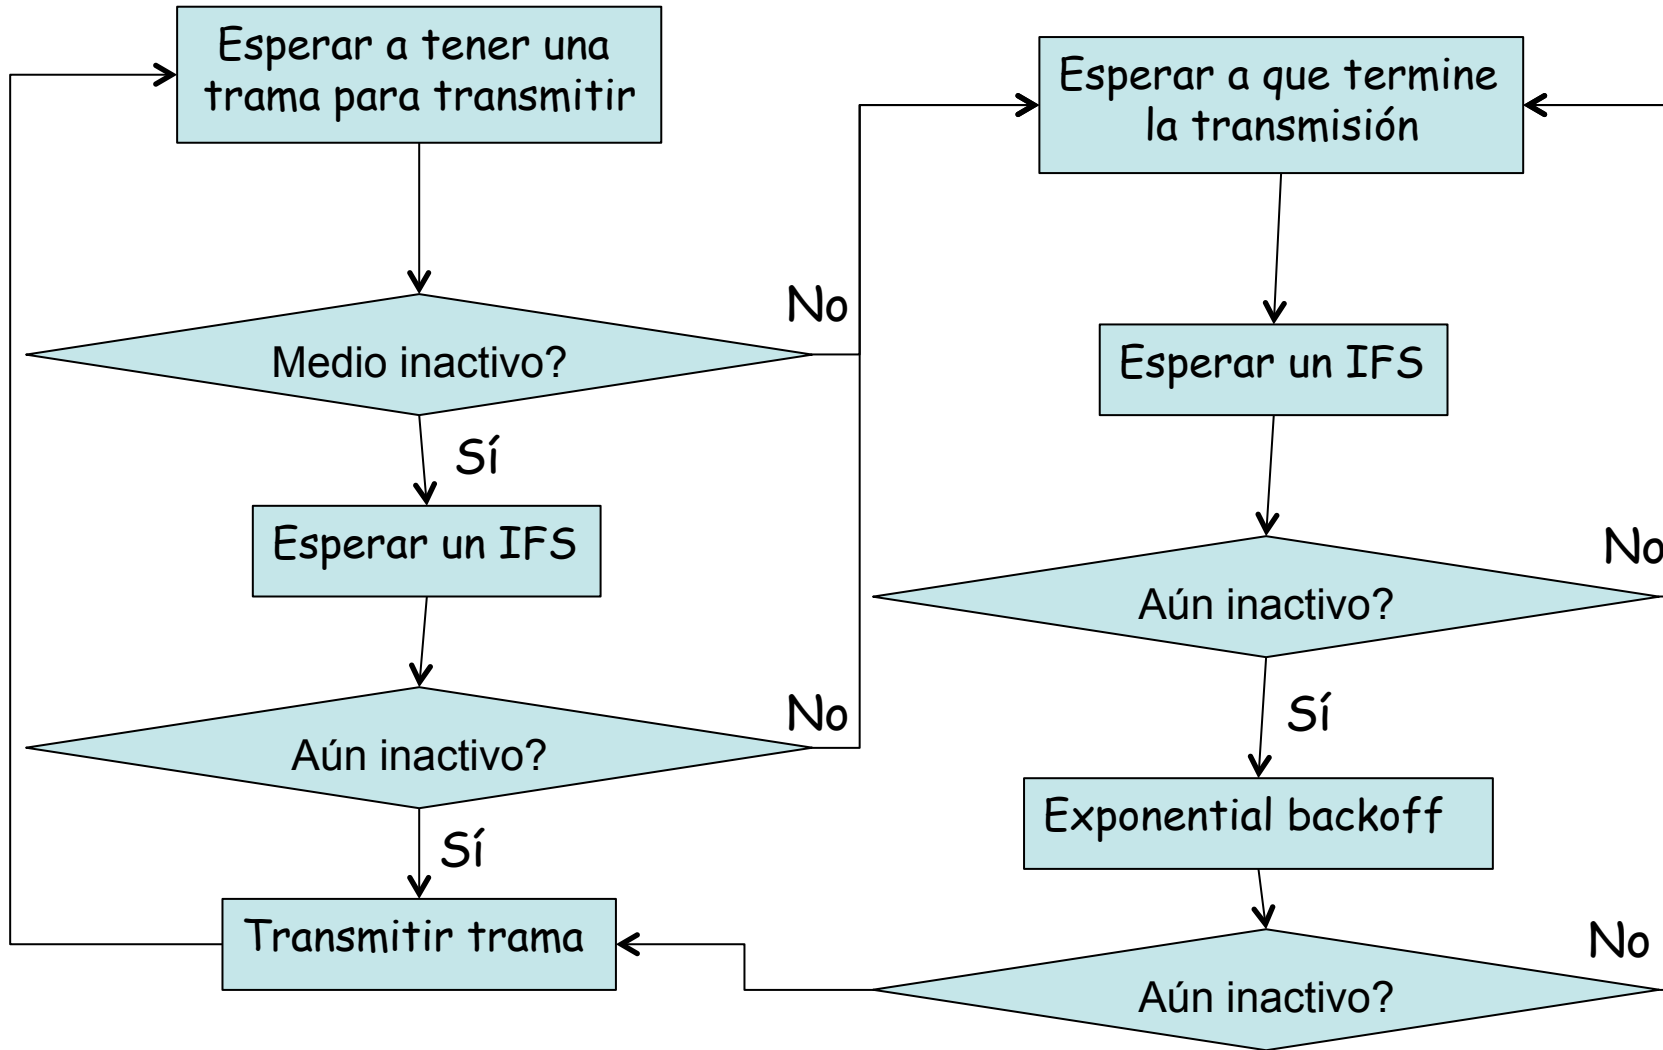 Esperar a tener una
trama para transmitir
Medio inactivo?
No
Sí
Esperar un IFS
Aún inactivo?
No
Sí
Transmitir trama
Esperar a que termine
la transmisión
Esperar un IFS
Aún inactivo?
No
Sí
Exponential backoff
Aún inactivo?
No